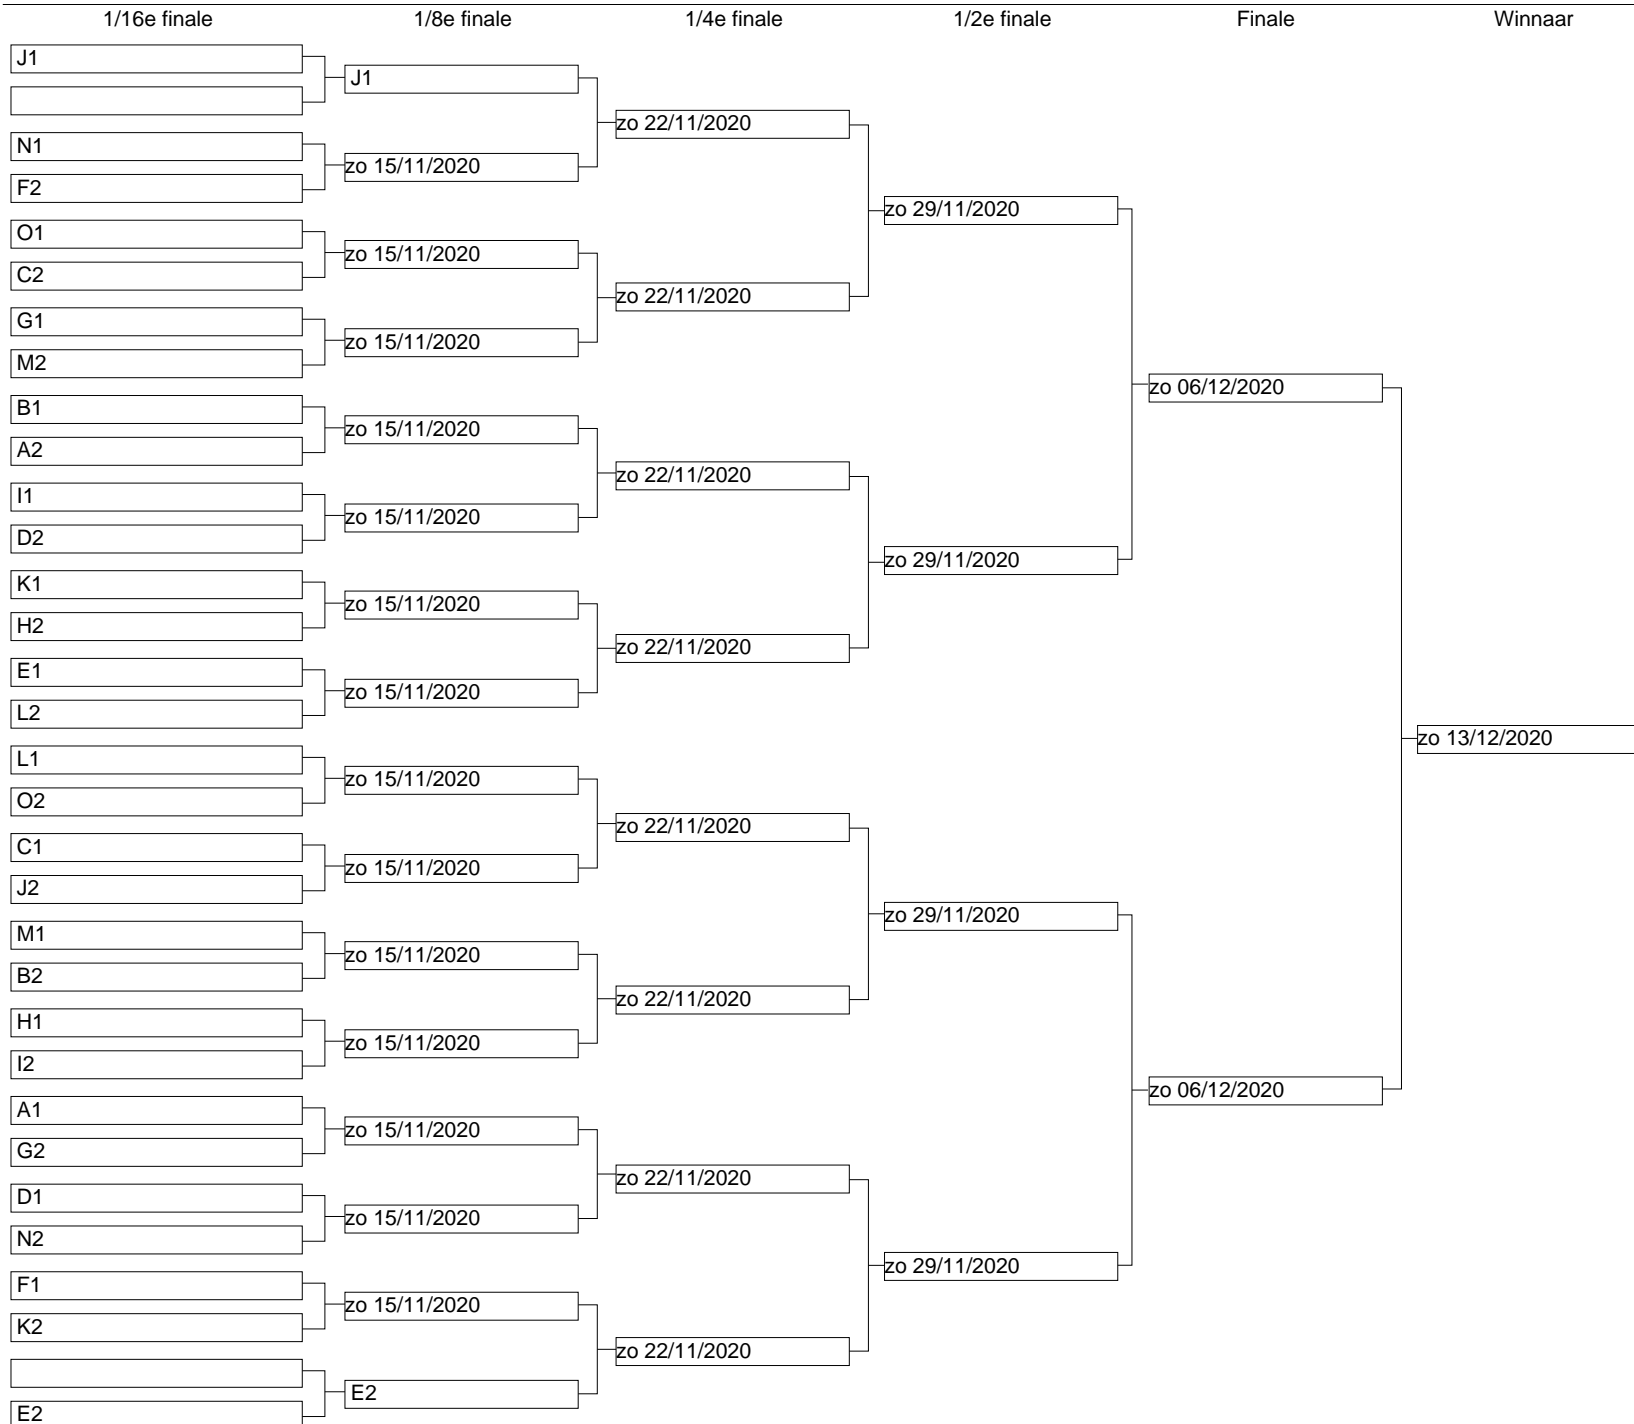 1/16e finale 1/8e finale 1/4e finale 1/2e finale Finale Winnaar
J1
J1
zo 22/11/2020
N1
zo 15/11/2020
F2
zo 29/11/2020
O1
zo 15/11/2020
C2
zo 22/11/2020
G1
zo 15/11/2020
M2
zo 06/12/2020
B1
zo 15/11/2020
A2
zo 22/11/2020
I1
zo 15/11/2020
D2
zo 29/11/2020
K1
zo 15/11/2020
H2
zo 22/11/2020
E1
zo 15/11/2020
L2
zo 13/12/2020
L1
zo 15/11/2020
O2
zo 22/11/2020
C1
zo 15/11/2020
J2
zo 29/11/2020
M1
zo 15/11/2020
B2
zo 22/11/2020
H1
zo 15/11/2020
I2
zo 06/12/2020
A1
zo 15/11/2020
G2
zo 22/11/2020
D1
zo 15/11/2020
N2
zo 29/11/2020
F1
zo 15/11/2020
K2
zo 22/11/2020
E2
E2